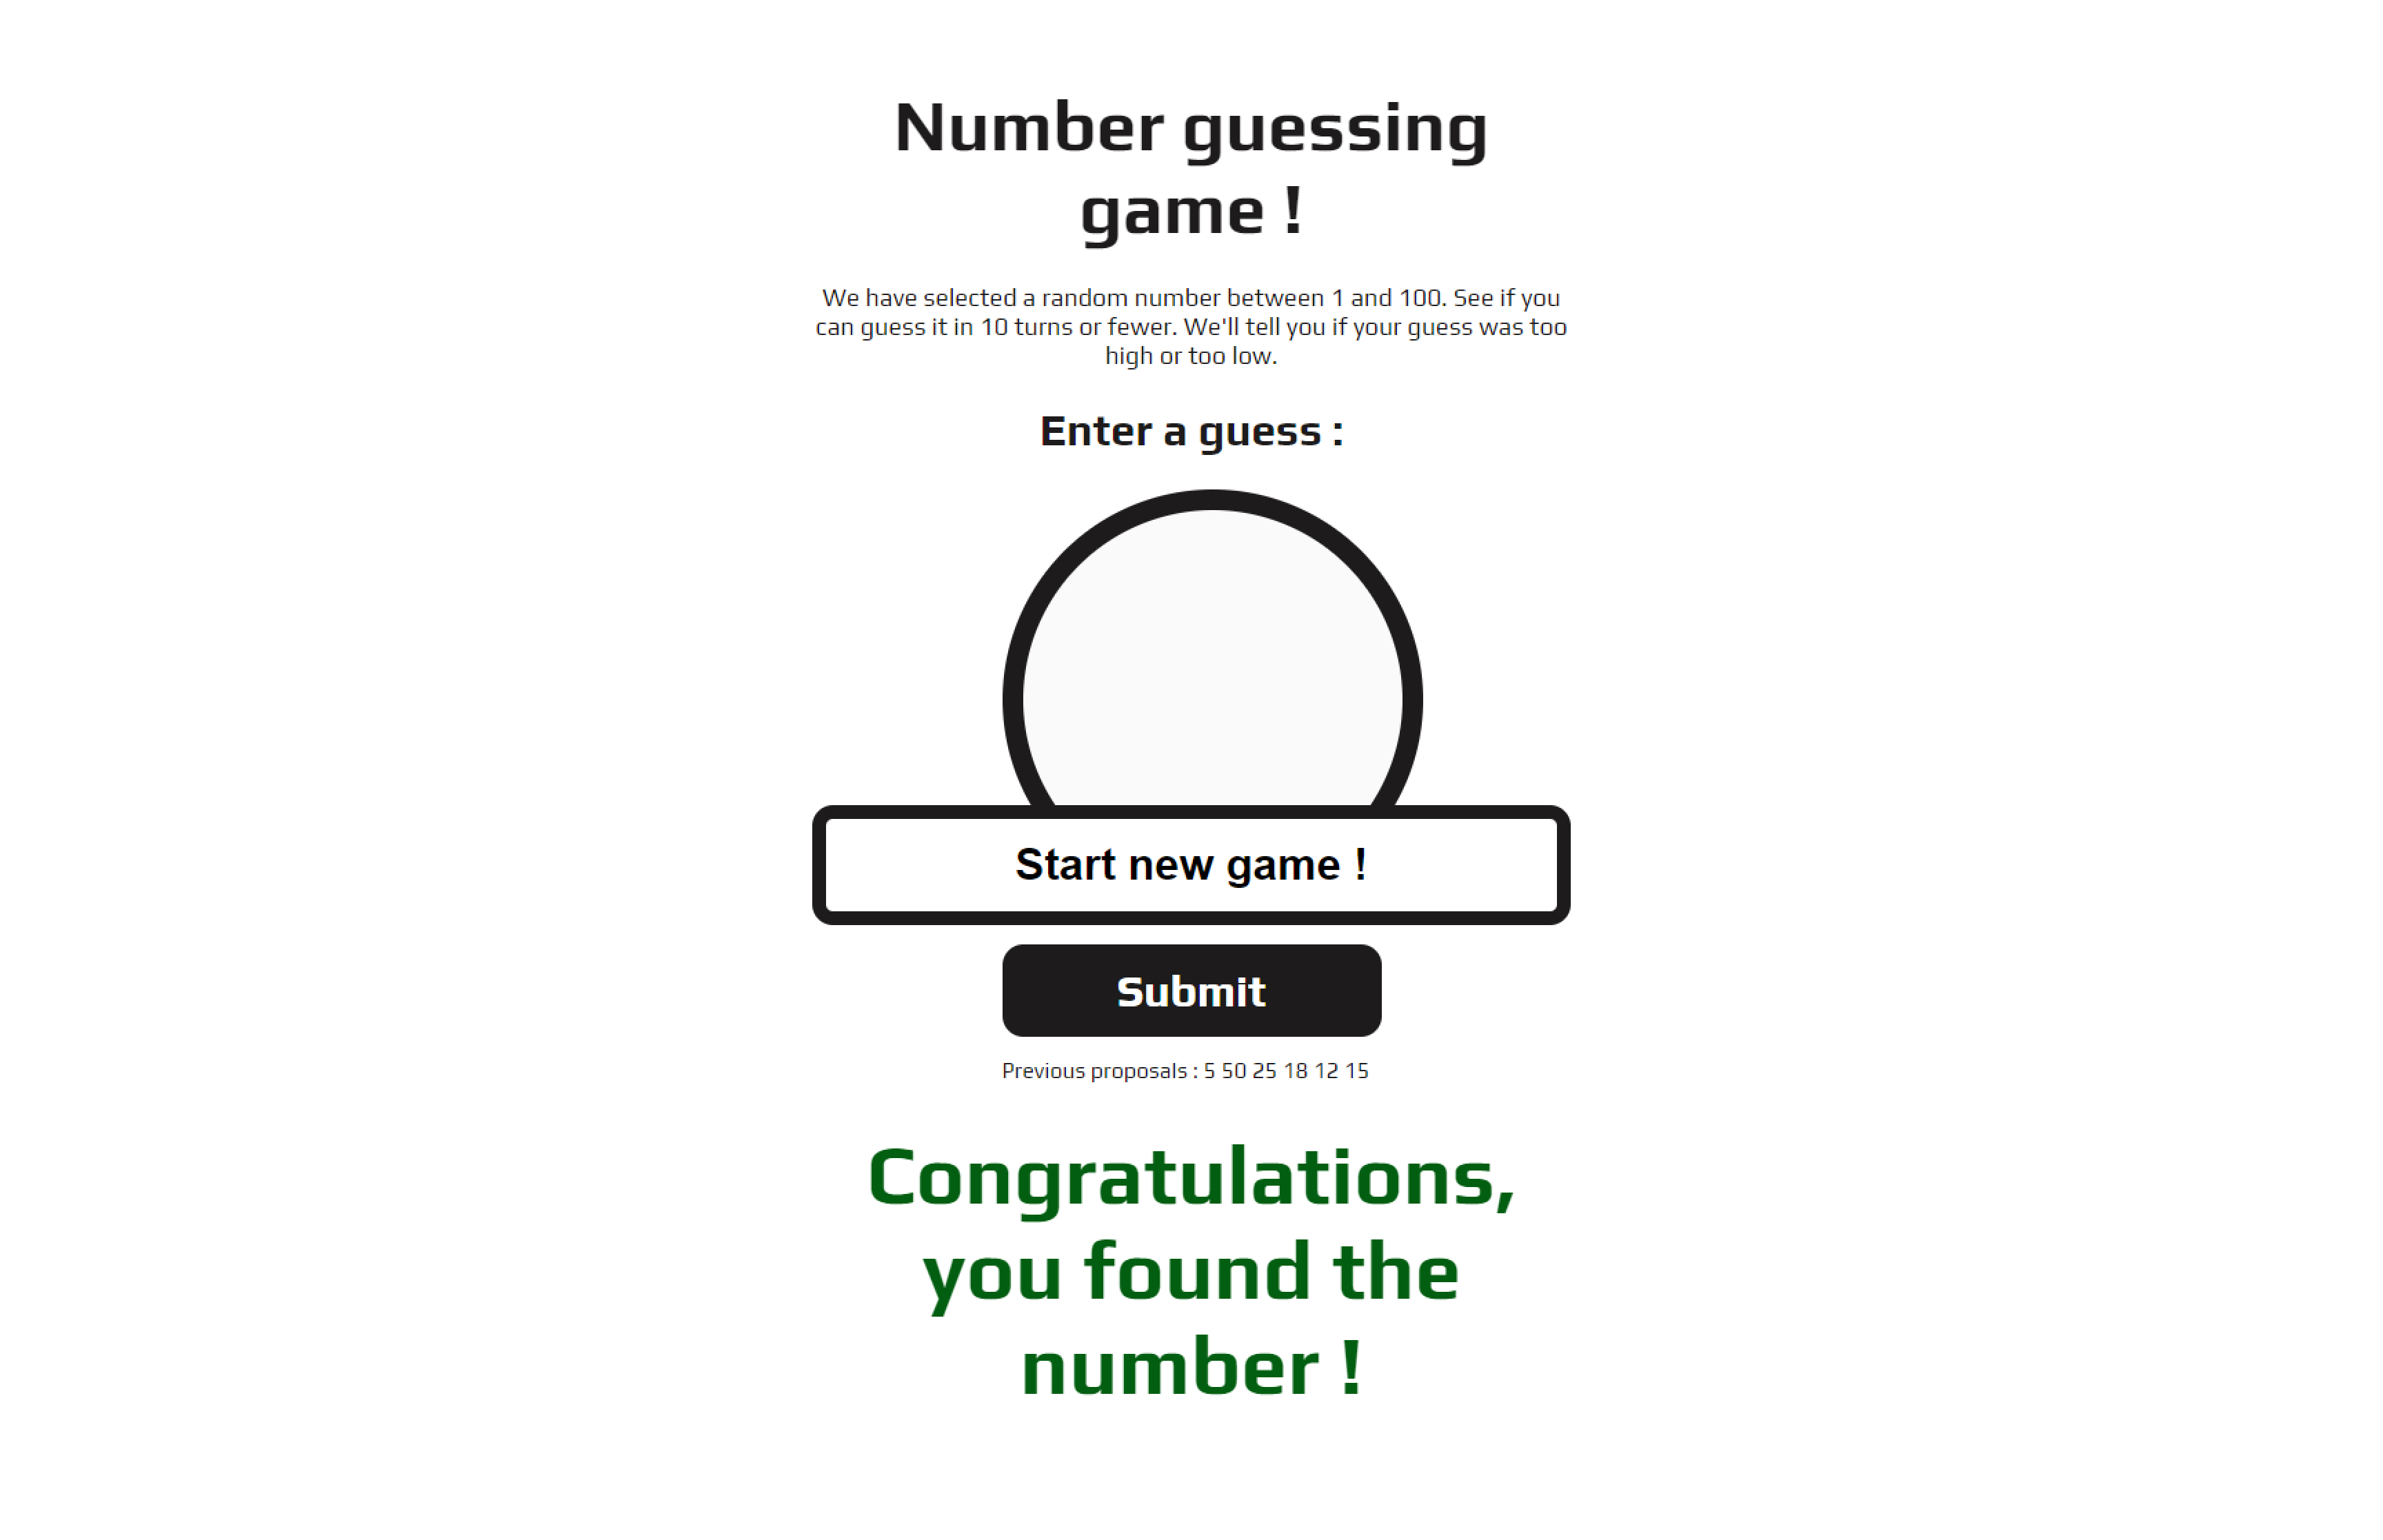 Number guessing
game !
We have selected a random number between 1 and 100. See if you
can guess it in 10 turns or fewer. We'll tell you if your guess was too
high or too low.
Enter a guess :
Start new game !
Submit
Previous proposals : 5 50 25 18 12 15
Congratulations,
you found the
number !